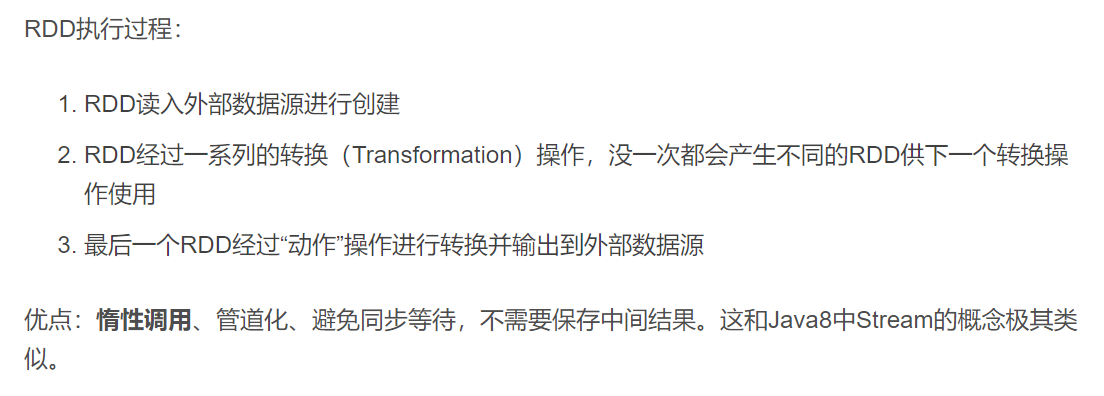 RDD执行过程：
1. RDD读入外部数据源进行创建
2. RDD经过一系列的转换（Transformation）操作，没一次都会产生不同的RDD供下一个转换操
作使用
3. 最后一个RDD经过“动作”操作进行转换并输出到外部数据源
优点：惰性调用、管道化、避免同步等待，不需要保存中间结果。这和Java8中Stream的概念极其类
似。